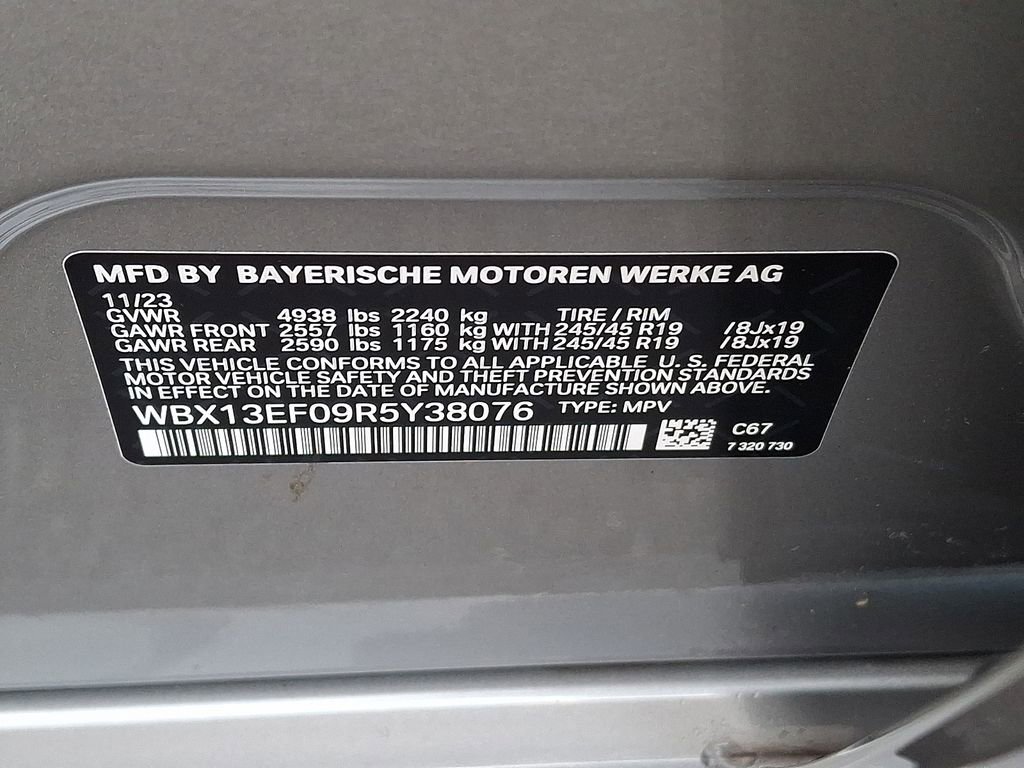 MFD BY BAYERISCHE MOTOREN WERKE AG
11/23
GVWR 4938 lbs 2240 kg TIRE / RIM
GAWR FRONT 2557 lbs 1160 kg WITH 245/45 R19 /8Jx19
GAWR REAR 2590 lbs 1175 kg WITH 245/45 R19 /8Jx19
THIS VEHICLE CONFORMS TO ALL APPLICABLE U. S. FEDERAL
MOTOR VEHICLE SAFETY AND THEFT PREVENTION STANDARDS
IN EFFECT ON THE DATE OF MANUFACTURE SHOWN ABOVE.
WBX13EF09R5Y38076 TYPE: MPV
C67
7 320 730